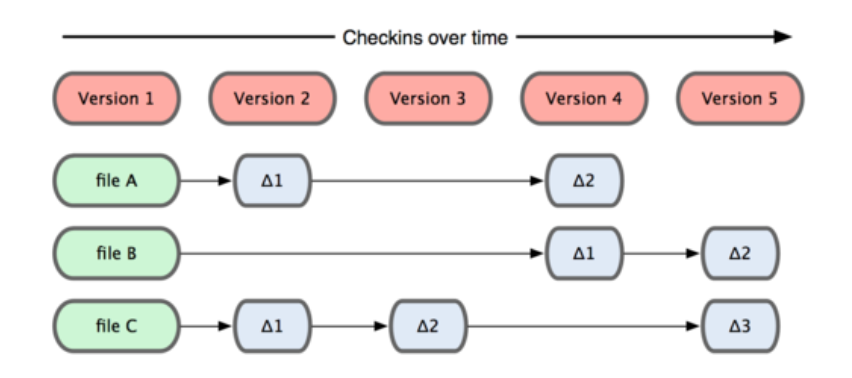 Checkins over time
Version 1 Version 2 Version 3 Version 4 Version 5
file A Δ1 Δ2
file B Δ1 Δ2
file C Δ1 Δ2 Δ3